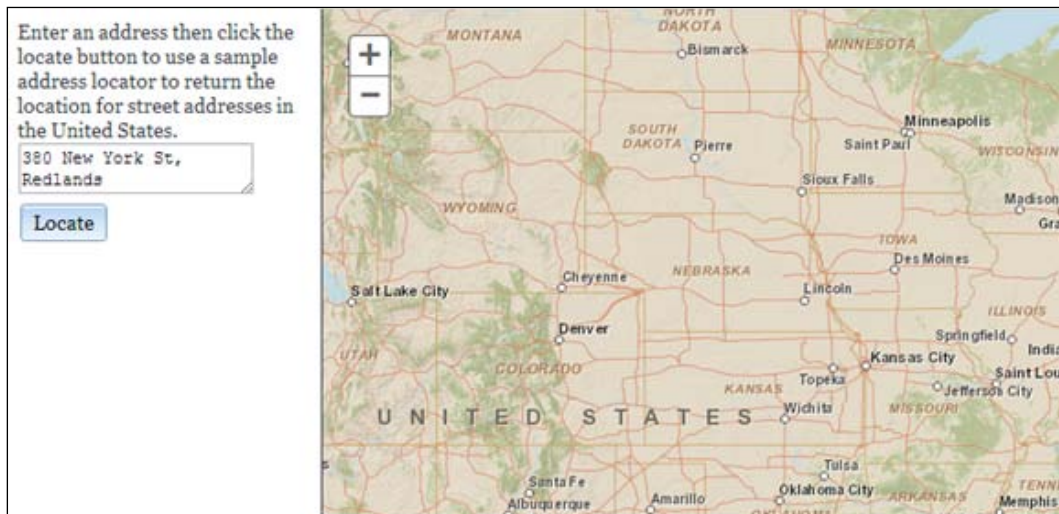 Enter an address then click the
locate button to use a sample
address locator to return the
location for street addresses in
the United States.
380 New York St,
Redlands
Locate
+
−
NORTH
DAKOTA
MONTANA
Bismarck
MINNESOTA
Minneapolis
Saint Paul
SOUTH
DAKOTA
Pierre
WISCONSIN
Sioux Falls
WYOMING
Madison
Gra
IOWA
Des Moines
Cheyenne
NEBRASKA
Salt Lake City
Lincoln
ILLINOIS
Denver
Springfield
India
UTAH
COLORADO
Kansas City
Topeka
Saint Lou
KANSAS
Jefferson City
UNITED STATES
Wichita
MISSOURI
s
Tulsa
Santa Fe
Oklahoma City
Albuquerque
Amarillo
ARKANSAS
TENNE
OKLAHOMA
Memphis